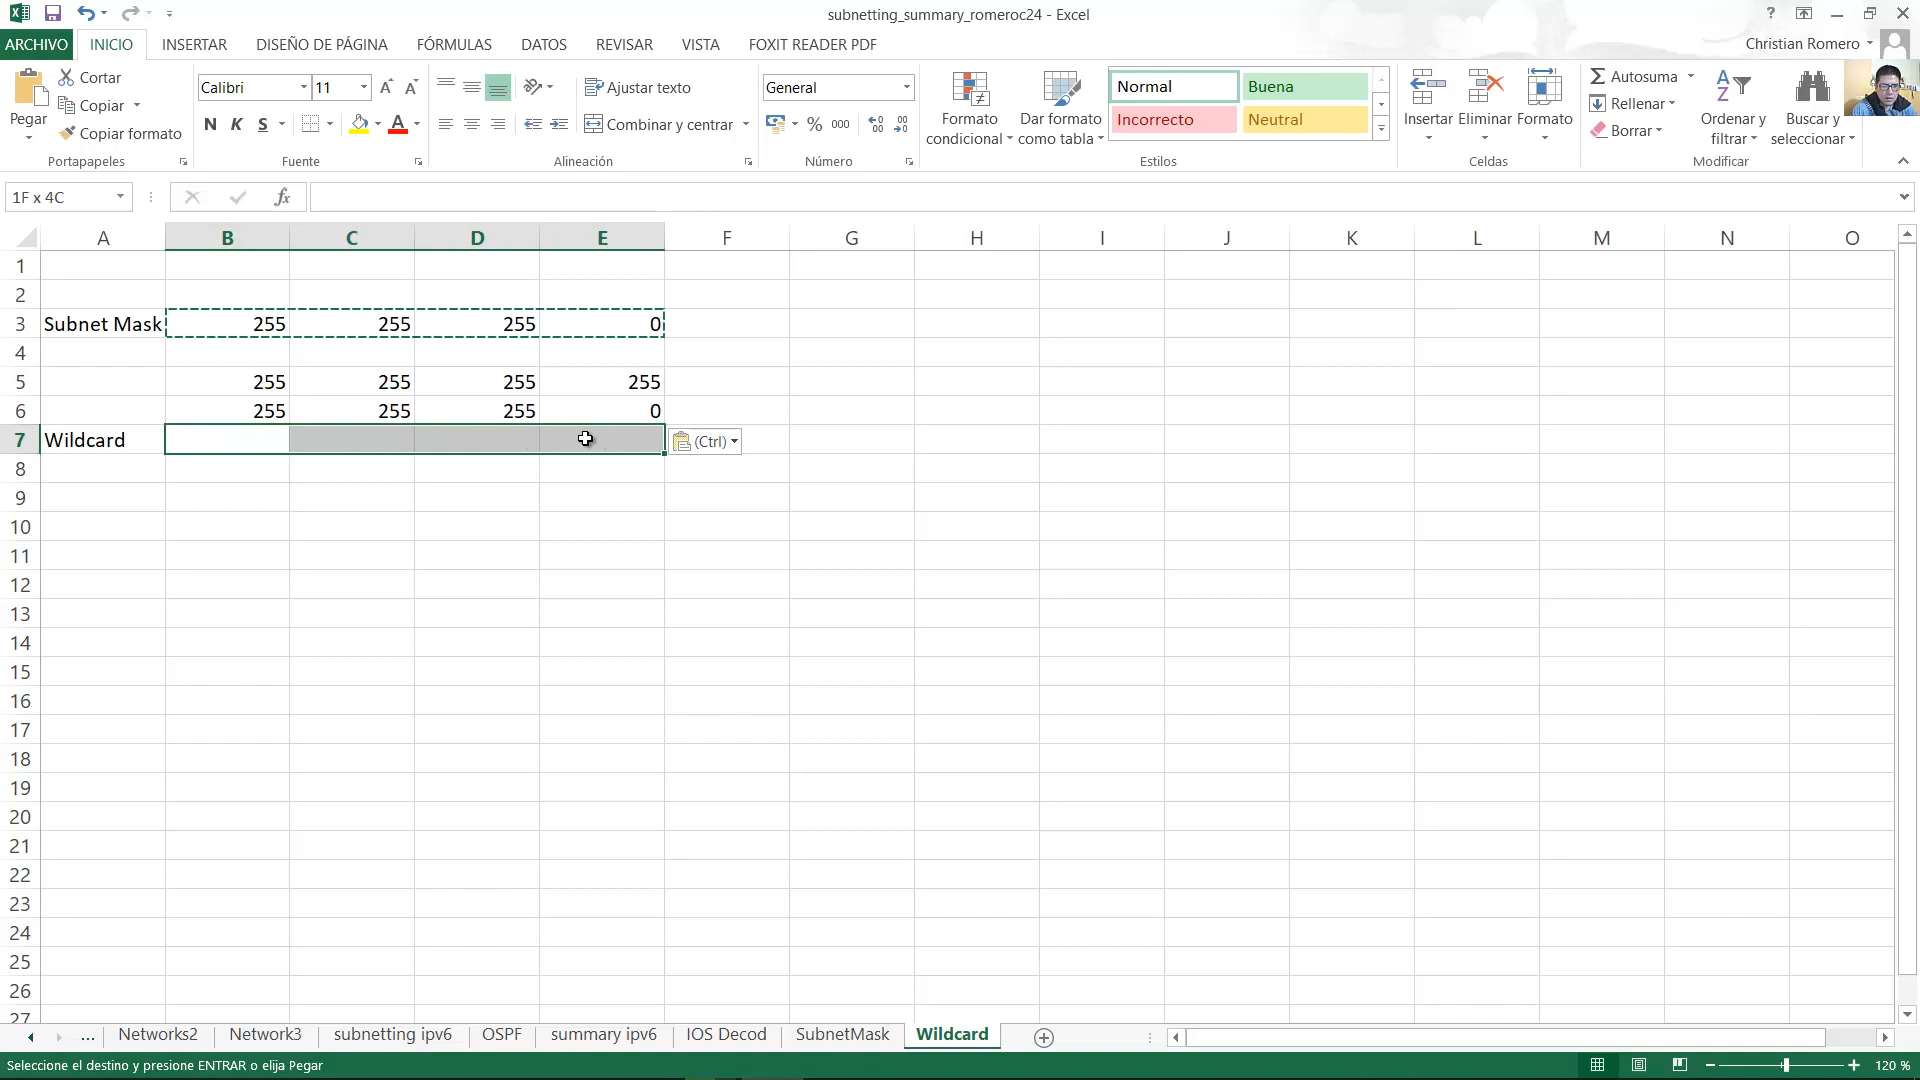 subnetting_summary_romeroc24 - Excel
ARCHIVO INICIO INSERTAR DISEÑO DE PÁGINA FÓRMULAS DATOS REVISAR VISTA FOXIT READER PDF Christian Romero
Pegar
Cortar
Copiar
Copiar formato
Portapapeles
Calibri 11
N K S
Fuente
Ajustar texto
Combinar y centrar
Alineación
General
% 000
Número
Formato condicional
Dar formato como tabla
Normal Buena
Incorrecto Neutral
Estilos
Insertar Eliminar Formato
Celdas
Autosuma
Rellenar
Borrar
Ordenar y filtrar
Buscar y seleccionar
Modificar
1F x 4C fx
A B C D E F G H I J K L M N O
1
2
3 Subnet Mask 255 255 255 0
4
5 255 255 255 255
6 255 255 255 0
7 Wildcard (Ctrl)
8
9
10
11
12
13
14
15
16
17
18
19
20
21
22
23
24
25
26
27
... Networks2 Network3 subnetting ipv6 OSPF summary ipv6 IOS Decod SubnetMask Wildcard
Seleccione el destino y presione ENTRAR o elija Pegar 120 %